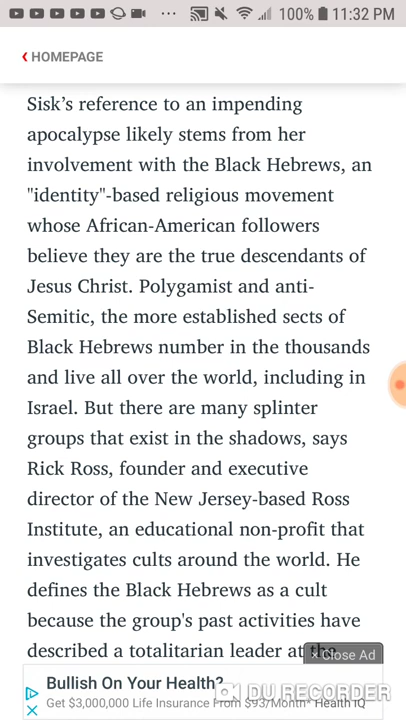 100% 11:32 PM
HOMEPAGE
Sisk's reference to an impending
apocalypse likely stems from her
involvement with the Black Hebrews, an
"identity"-based religious movement
whose African-American followers
believe they are the true descendants of
Jesus Christ. Polygamist and anti-
Semitic, the more established sects of
Black Hebrews number in the thousands
and live all over the world, including in
Israel. But there are many splinter
groups that exist in the shadows, says
Rick Ross, founder and executive
director of the New Jersey-based Ross
Institute, an educational non-profit that
investigates cults around the world. He
defines the Black Hebrews as a cult
because the group's past activities have
described a totalitarian leader at the
× Close Ad
Bullish On Your Health?
DU RECORDER
Get $3,000,000 Life Insurance From $93/Month* Health IQ